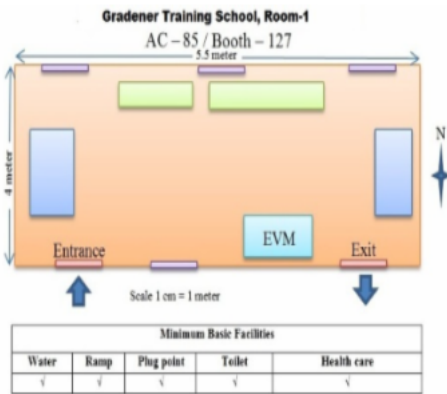 Gradener Training School, Room-1
AC – 85 / Booth – 127
5.5 meter
4 meter
N
EVM
Entrance
Exit
Scale 1 cm = 1 meter
Minimum Basic Facilities
Water Ramp Plug point Toilet Health care
√ √ √ √ √